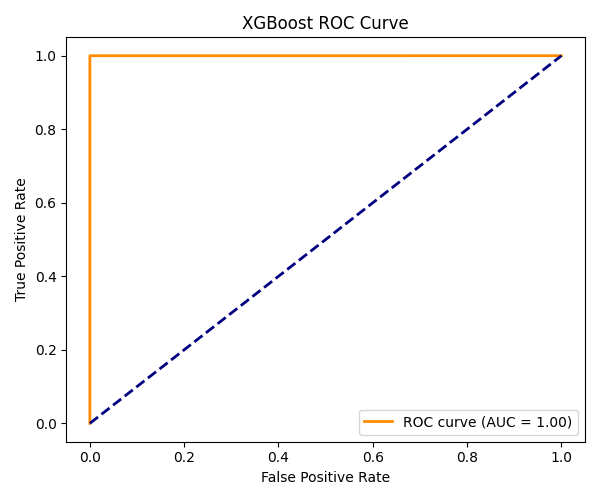 XGBoost ROC Curve
True Positive Rate
1.0
0.8
0.6
0.4
0.2
0.0
ROC curve (AUC = 1.00)
0.0 0.2 0.4 0.6 0.8 1.0
False Positive Rate